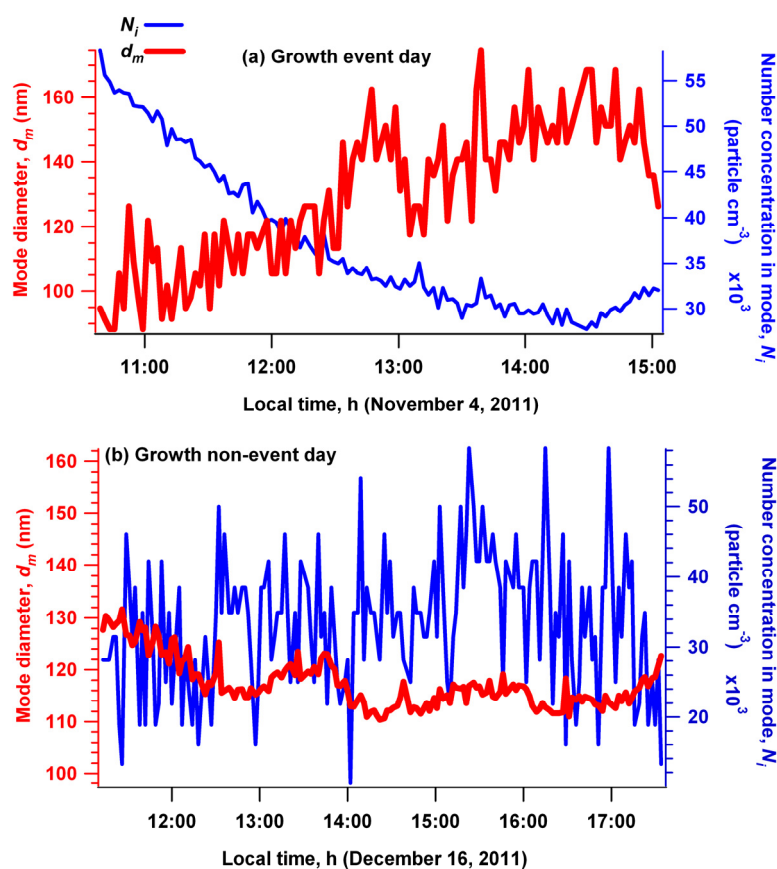 Nᵢ
dₘ
(a) Growth event day
160
140
120
100
Mode diameter, dₘ (nm)
55
50
45
40
35
30
Number concentration in mode, Nᵢ
(particle cm⁻³) x10³
11:00 12:00 13:00 14:00 15:00
Local time, h (November 4, 2011)
(b) Growth non-event day
160
150
140
130
120
110
100
Mode diameter, dₘ (nm)
50
40
30
20
Number concentration in mode, Nᵢ
(particle cm⁻³) x10³
12:00 13:00 14:00 15:00 16:00 17:00
Local time, h (December 16, 2011)